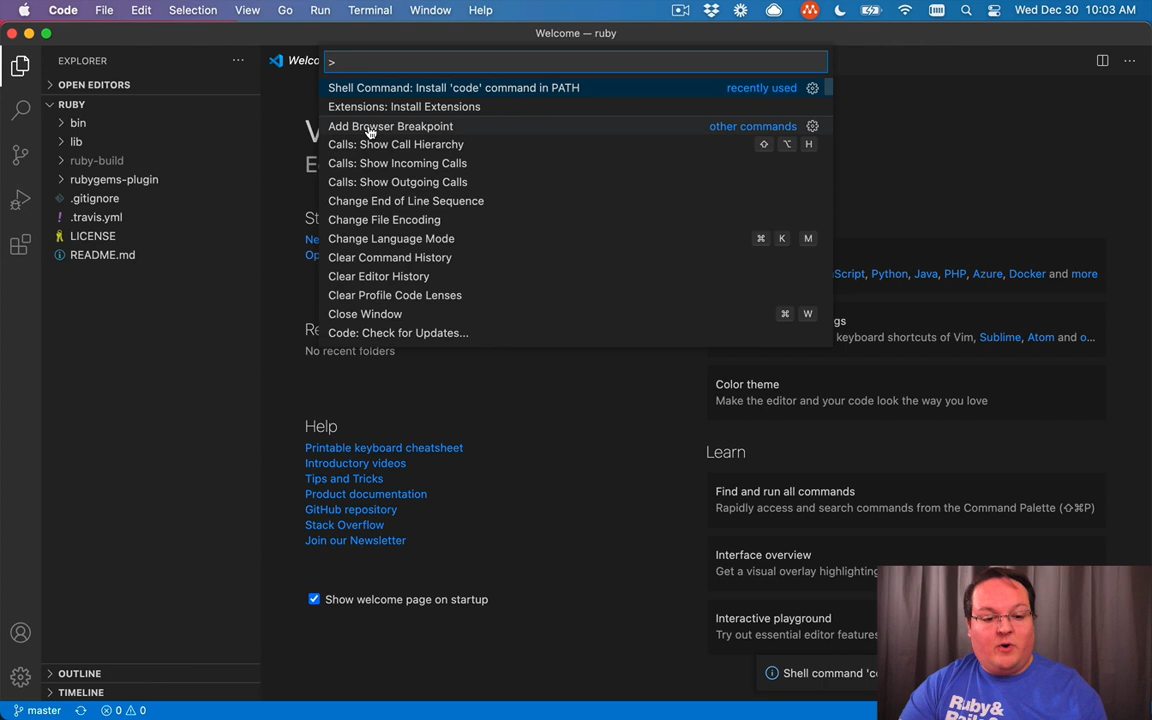 Code File Edit Selection View Go Run Terminal Window Help Wed Dec 30 10:03 AM
Welcome — ruby
EXPLORER
OPEN EDITORS
RUBY
bin
lib
ruby-build
rubygems-plugin
.gitignore
.travis.yml
LICENSE
README.md
OUTLINE
TIMELINE
>
Shell Command: Install 'code' command in PATH recently used
Extensions: Install Extensions
Add Browser Breakpoint other commands
Calls: Show Call Hierarchy ⇧ ⌥ H
Calls: Show Incoming Calls
Calls: Show Outgoing Calls
Change End of Line Sequence
Change File Encoding
Change Language Mode ⌘ K M
Clear Command History
Clear Editor History
Clear Profile Code Lenses
Close Window ⌘ W
Code: Check for Updates...
No recent folders
Help
Printable keyboard cheatsheet
Introductory videos
Tips and Tricks
Product documentation
GitHub repository
Stack Overflow
Join our Newsletter
Show welcome page on startup
Python, Java, PHP, Azure, Docker and more
keyboard shortcuts of Vim, Sublime, Atom and o...
Color theme
Make the editor and your code look the way you love
Learn
Find and run all commands
Rapidly access and search commands from the Command Palette (⇧⌘P)
Interface overview
Get a visual overlay highlighting
Interactive playground
Try out essential editor features
Shell command
Ruby&
master 0 0